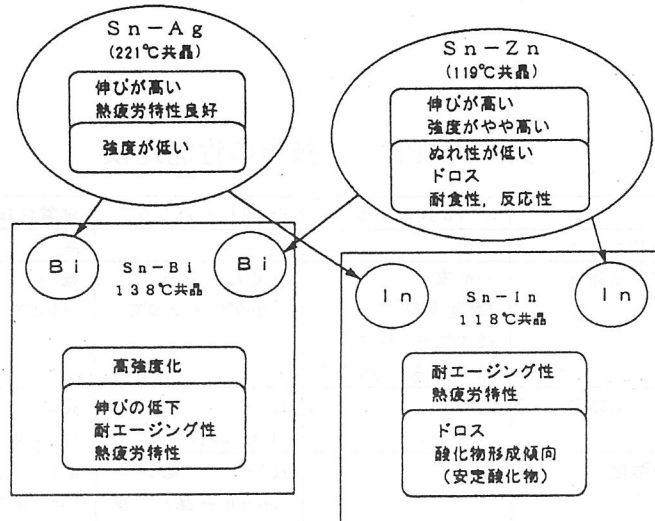 Sn-Ag
(221℃共晶)
伸びが高い
熱疲労特性良好
強度が低い
Sn-Zn
(119℃共晶)
伸びが高い
強度がやや高い
ぬれ性が低い
ドロス
耐食性, 反応性
Bi
Sn-Bi
138℃共晶
Bi
高強度化
伸びの低下
耐エージング性
熱疲労特性
In
Sn-In
118℃共晶
In
耐エージング性
熱疲労特性
ドロス
酸化物形成傾向
(安定酸化物)